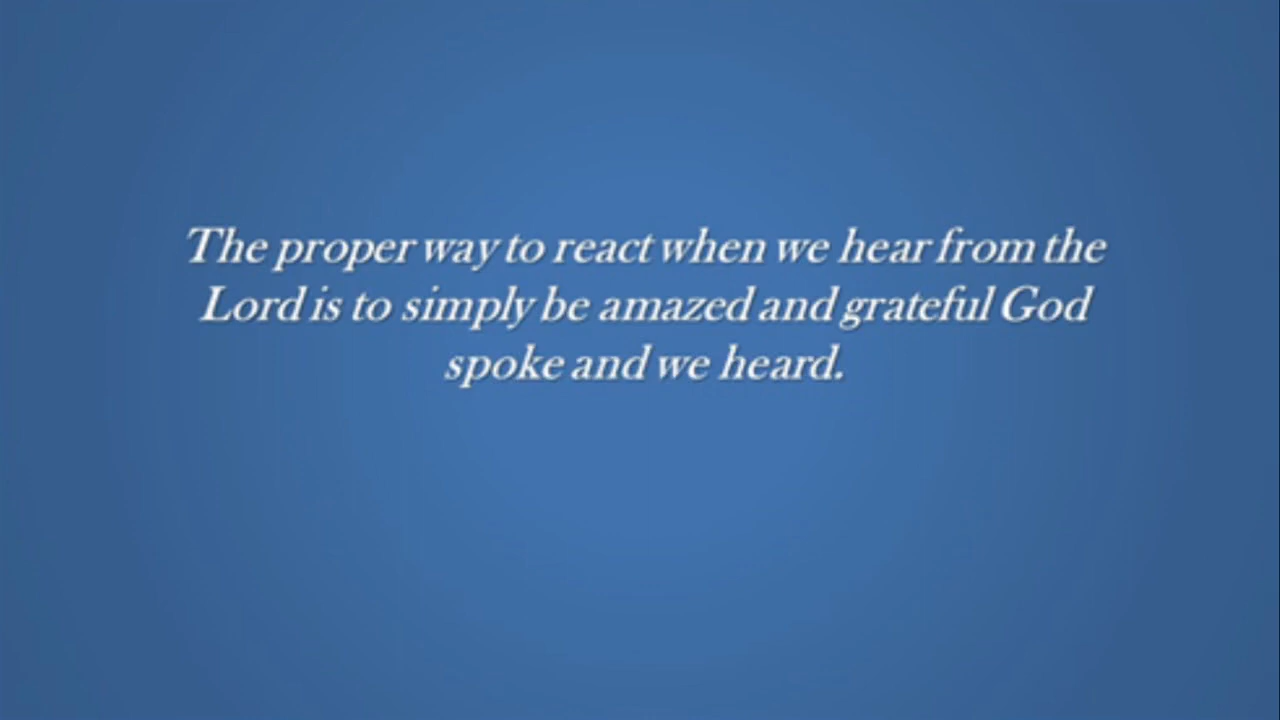 The proper way to react when we hear from the
Lord is to simply be amazed and grateful God
spoke and we heard.